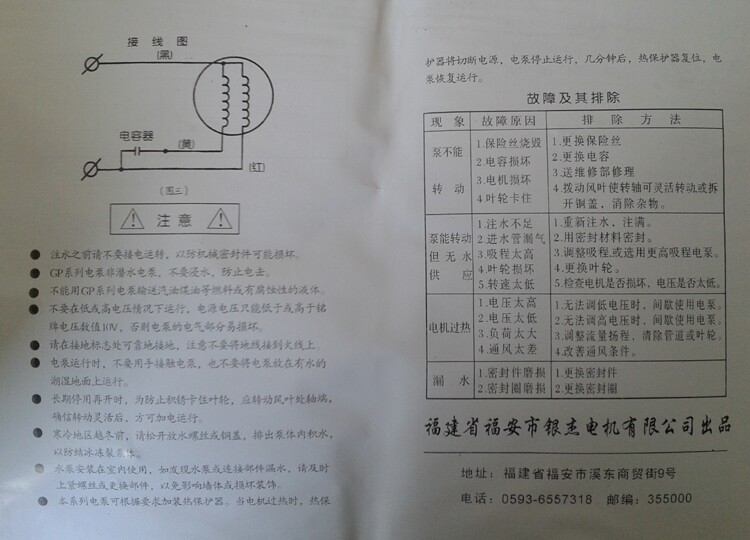 接线图
(黑)
电容器
(黄)
(红)
(图三)
注意
注水之前请不要接电运转,以防机械密封件可能损坏。
GP系列电泵非潜水电泵,不要浸水,防止电击。
不能用GP系列电泵输送汽油煤油等燃料或有腐蚀性的液体。
不要在低或高电压情况下运行,电源电压只能低于或高于铭
牌电压数值10V,否则电泵的电气部分易损坏。
请在接地标志处可靠地接地,注意不要将地线接到火线上。
电泵运行时,不要用手接触电泵,也不要将电泵放在有水的
潮湿地面上运行。
长期停用再开时,为防止积锈卡住叶轮,应转动风叶处轴端,
确信转动灵活后,方可加电运行。
寒冷地区越冬前,请松开放水螺丝或铜盖,排出泵体内积水,
以防结冰冻裂泵体。
水泵安装在室内使用,如发现水泵或连接部件漏水,请及时
上紧螺丝或更换部件,以免影响墙体或损坏装饰。
本系列电泵可根据要求加装热保护器。当电机过热时,热保
护器将切断电源,电泵停止运行,几分钟后,热保护器复位,电
泵恢复运行。
故障及其排除
现象 故障原因 排除方法
泵不能
转动
1.保险丝烧毁
2.电容损坏
3.电机损坏
4.叶轮卡住
1.更换保险丝
2.更换电容
3.送维修部修理
4.拨动风叶使转轴可灵活转动或拆
开铜盖,消除杂物。
泵能转动
但无水
供应
1.注水不足
2.进水管漏气
3.吸程太高
4.叶轮损坏
5.转速太低
1.重新注水,注满。
2.用密封材料密封。
3.调整吸程,或选用更高吸程电泵。
4.更换叶轮。
5.检查电机是否损坏,电压是否太低。
电机过热
1.电压太高
2.电压太低
3.负荷太大
4.通风太差
1.无法调低电压时,间歇使用电泵。
2.无法调高电压时,间歇使用电泵。
3.调整流量扬程,清除管道或叶轮。
4.改善通风条件。
漏水
1.密封件磨损
2.密封圈磨损
1.更换密封件
2.更换密封圈
福建省福安市银杰电机有限公司出品
地址:福建省福安市溪东商贸街9号
电话:0593-6557318 邮编:355000